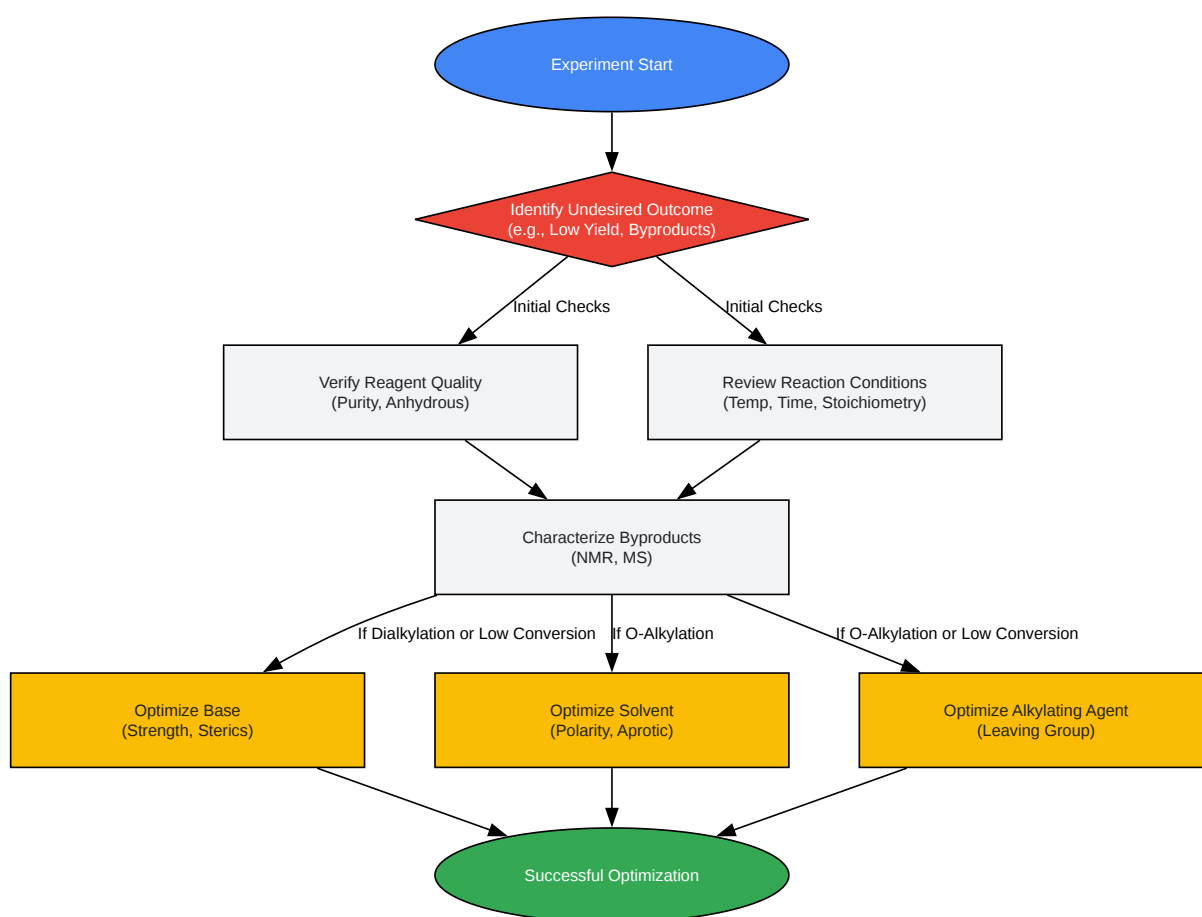 Experiment Start
Identify Undesired Outcome
(e.g., Low Yield, Byproducts)
Initial Checks
Initial Checks
Verify Reagent Quality
(Purity, Anhydrous)
Review Reaction Conditions
(Temp, Time, Stoichiometry)
Characterize Byproducts
(NMR, MS)
If Dialkylation or Low Conversion
If O-Alkylation
If O-Alkylation or Low Conversion
Optimize Base
(Strength, Sterics)
Optimize Solvent
(Polarity, Aprotic)
Optimize Alkylating Agent
(Leaving Group)
Successful Optimization